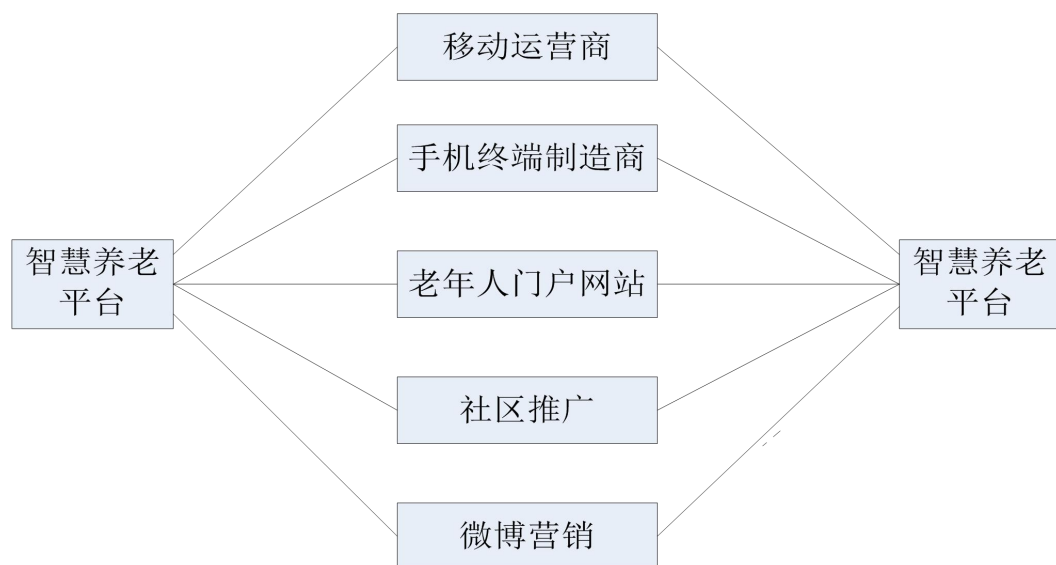 移动运营商
手机终端制造商
智慧养老
平台
老年人门户网站
智慧养老
平台
社区推广
微博营销